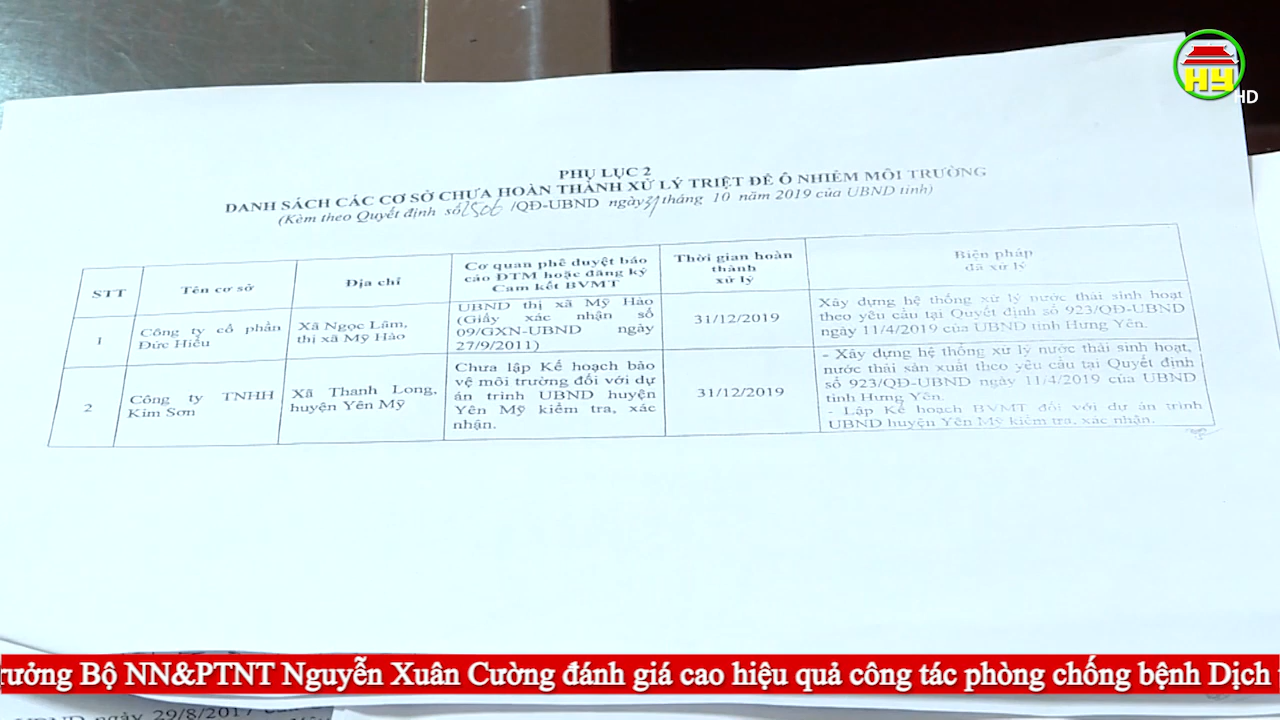 HY
HD
PHỤ LỤC 2
DANH SÁCH CÁC CƠ SỞ CHƯA HOÀN THÀNH XỬ LÝ TRIỆT ĐỂ Ô NHIỄM MÔI TRƯỜNG
(Kèm theo Quyết định số /QĐ-UBND ngày 31 tháng 10 năm 2019 của UBND tỉnh)
STT
Tên cơ sở
Địa chỉ
Cơ quan phê duyệt báo
cáo ĐTM hoặc đăng ký
Cam kết BVMT
Thời gian hoàn
thành
xử lý
Biện pháp
đã xử lý
1
Công ty cổ phần
Đức Hiếu
Xã Ngọc Lâm,
thị xã Mỹ Hào
UBND thị xã Mỹ Hào
(Giấy xác nhận số
09/GXN-UBND ngày
27/9/2011)
31/12/2019
Xây dựng hệ thống xử lý nước thải sinh hoạt
theo yêu cầu tại Quyết định số 923/QĐ-UBND
ngày 11/4/2019 của UBND tỉnh Hưng Yên.
2
Công ty TNHH
Kim Sơn
Xã Thanh Long,
huyện Yên Mỹ
Chưa lập Kế hoạch bảo
vệ môi trường đối với dự
án trình UBND huyện
Yên Mỹ kiểm tra, xác
nhận.
31/12/2019
- Xây dựng hệ thống xử lý nước thải sinh hoạt,
nước thải sản xuất theo yêu cầu tại Quyết định
số 923/QĐ-UBND ngày 11/4/2019 của UBND
tỉnh Hưng Yên.
- Lập Kế hoạch BVMT đối với dự án trình
UBND huyện Yên Mỹ kiểm tra, xác nhận.
rưởng Bộ NN&PTNT Nguyễn Xuân Cường đánh giá cao hiệu quả công tác phòng chống bệnh Dịch
UBND ngày 29/8/2017